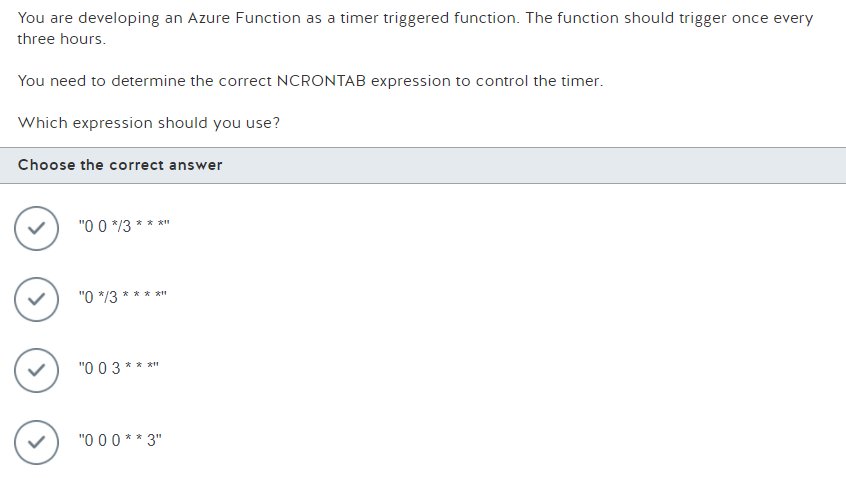 You are developing an Azure Function as a timer triggered function. The function should trigger once every
three hours.
You need to determine the correct NCRONTAB expression to control the timer.
Which expression should you use?
Choose the correct answer
"0 0 */3 * * *"
"0 */3 * * * *"
"0 0 3 * * *"
"0 0 0 * * 3"